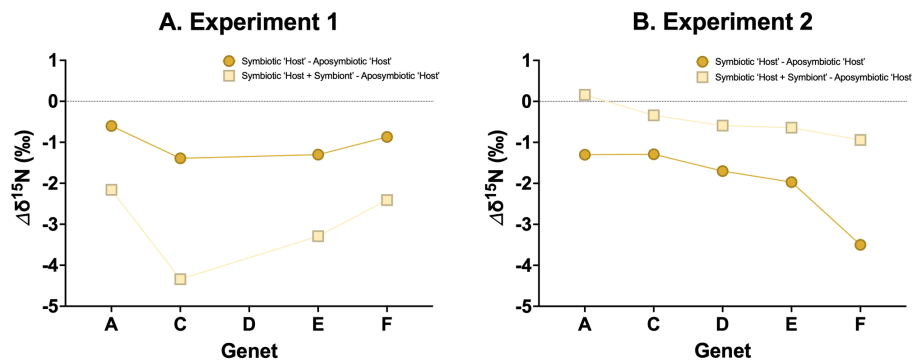 A. Experiment 1
Symbiotic ‘Host’ - Aposymbiotic ‘Host’
Symbiotic ‘Host + Symbiont’ - Aposymbiotic ‘Host’
1
0
-1
-2
-3
-4
-5
Δδ¹⁵N (‰)
A C D E F
Genet
B. Experiment 2
Symbiotic ‘Host’ - Aposymbiotic ‘Host’
Symbiotic ‘Host + Symbiont’ - Aposymbiotic ‘Host
1
0
-1
-2
-3
-4
-5
Δδ¹⁵N (‰)
A C D E F
Genet